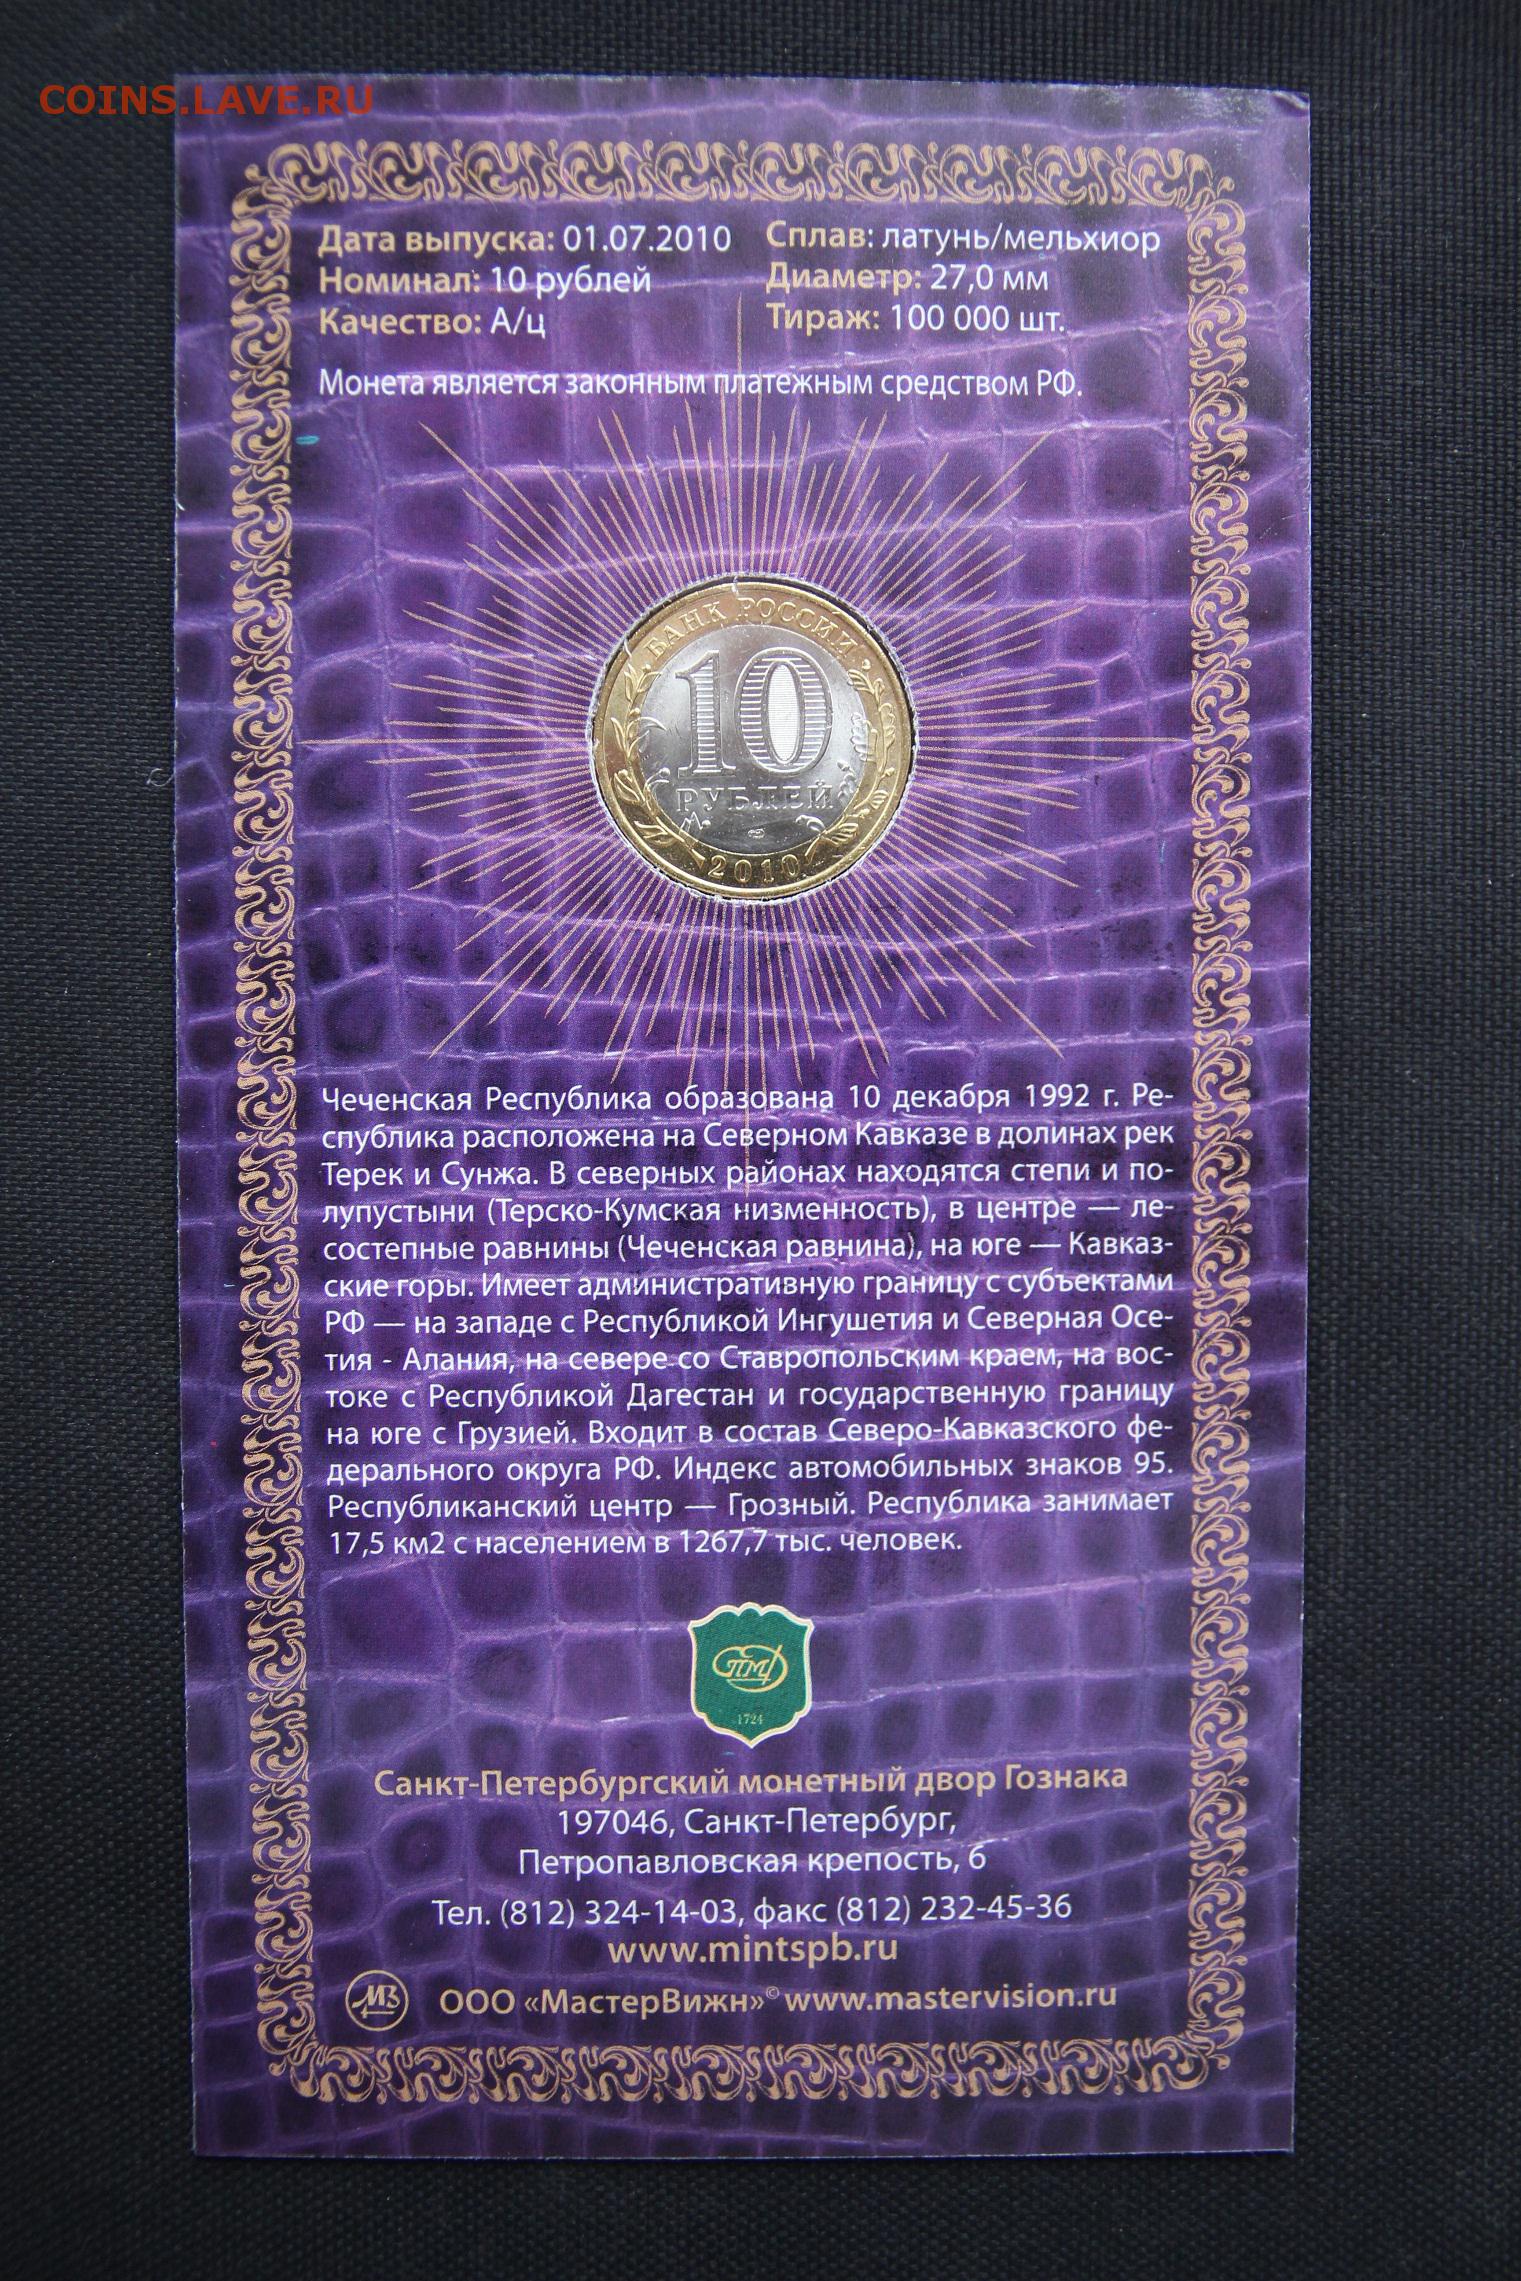 COINS.LAVE.RU
Дата выпуска: 01.07.2010
Номинал: 10 рублей
Качество: А/ц
Сплав: латунь/мельхиор
Диаметр: 27,0 мм
Тираж: 100 000 шт.
Монета является законным платежным средством РФ.
БАНК РОССИИ
10
РУБЛЕЙ
2010
Чеченская Республика образована 10 декабря 1992 г. Ре-
спублика расположена на Северном Кавказе в долинах рек
Терек и Сунжа. В северных районах находятся степи и по-
лупустыни (Терско-Кумская низменность), в центре — ле-
состепные равнины (Чеченская равнина), на юге — Кавказ-
ские горы. Имеет административную границу с субъектами
РФ — на западе с Республикой Ингушетия и Северная Осе-
тия - Алания, на севере со Ставропольским краем, на вос-
токе с Республикой Дагестан и государственную границу
на юге с Грузией. Входит в состав Северо-Кавказского фе-
дерального округа РФ. Индекс автомобильных знаков 95.
Республиканский центр — Грозный. Республика занимает
17,5 км2 с населением в 1267,7 тыс. человек.
СПМД
1724
Санкт-Петербургский монетный двор Гознака
197046, Санкт-Петербург,
Петропавловская крепость, 6
Тел. (812) 324-14-03, факс (812) 232-45-36
www.mintspb.ru
МВ ООО «МастерВижн»© www.mastervision.ru